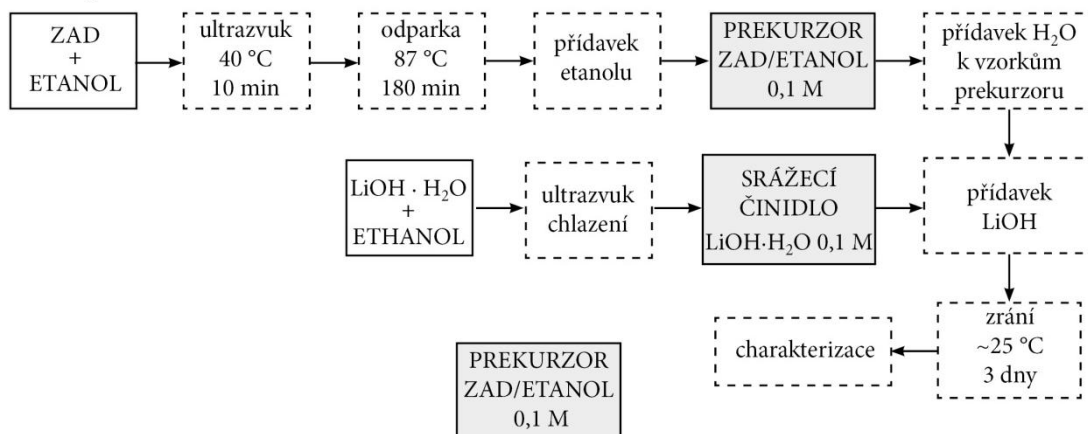 ZAD
+
ETANOL
ultrazvuk
40 °C
10 min
odparka
87 °C
180 min
přídavek
etanolu
PREKURZOR
ZAD/ETANOL
0,1 M
přídavek H₂O
k vzorkům
prekurzoru
LiOH · H₂O
+
ETHANOL
ultrazvuk
chlazení
SRÁŽECÍ
ČINIDLO
LiOH·H₂O 0,1 M
přídavek
LiOH
zrání
~25 °C
3 dny
charakterizace
PREKURZOR
ZAD/ETANOL
0,1 M